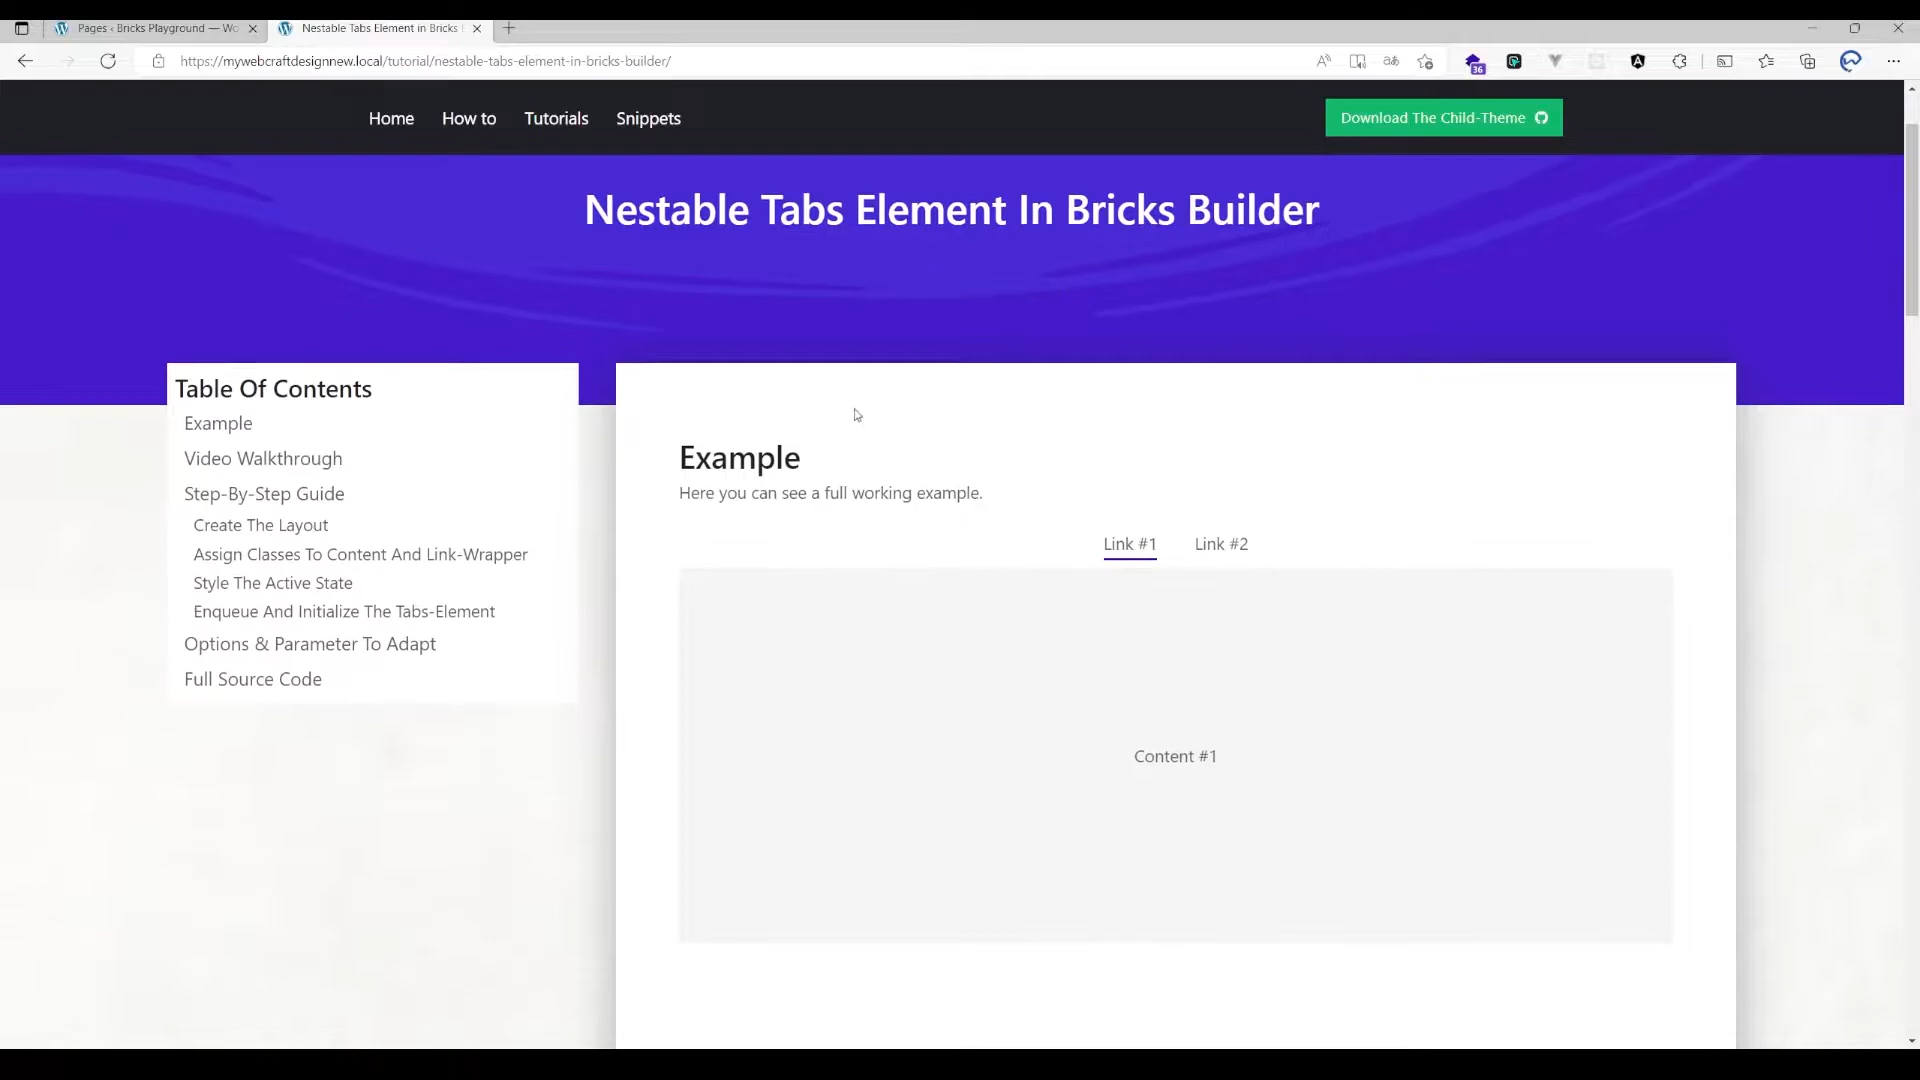 Pages ‹ Bricks Playground — Wo
Nestable Tabs Element in Bricks
https://mywebcraftdesignnew.local/tutorial/nestable-tabs-element-in-bricks-builder/
36
Home
How to
Tutorials
Snippets
Download The Child-Theme
Nestable Tabs Element In Bricks Builder
Table Of Contents
Example
Video Walkthrough
Step-By-Step Guide
Create The Layout
Assign Classes To Content And Link-Wrapper
Style The Active State
Enqueue And Initialize The Tabs-Element
Options & Parameter To Adapt
Full Source Code
Example
Here you can see a full working example.
Link #1
Link #2
Content #1